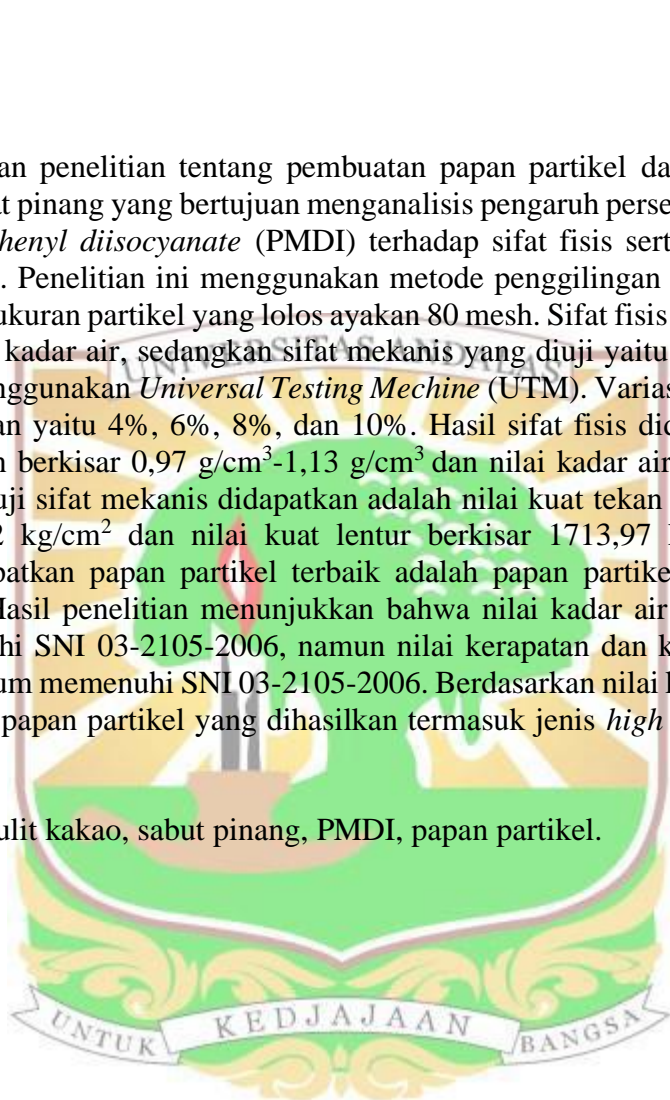 an penelitian tentang pembuatan papan partikel da
at pinang yang bertujuan menganalisis pengaruh perse
henyl diisocyanate (PMDI) terhadap sifat fisis sert
. Penelitian ini menggunakan metode penggilingan
ukuran partikel yang lolos ayakan 80 mesh. Sifat fisis
kadar air, sedangkan sifat mekanis yang diuji yaitu
UNIVERSITAS ANDALAS
nggunakan Universal Testing Mechine (UTM). Varias
an yaitu 4%, 6%, 8%, dan 10%. Hasil sifat fisis did
n berkisar 0,97 g/cm³-1,13 g/cm³ dan nilai kadar air
uji sifat mekanis didapatkan adalah nilai kuat tekan
2 kg/cm² dan nilai kuat lentur berkisar 1713,97
patkan papan partikel terbaik adalah papan partike
Hasil penelitian menunjukkan bahwa nilai kadar air
hi SNI 03-2105-2006, namun nilai kerapatan dan k
um memenuhi SNI 03-2105-2006. Berdasarkan nilai
papan partikel yang dihasilkan termasuk jenis high
ulit kakao, sabut pinang, PMDI, papan partikel.
UNTUK KEDJAJAAN BANGSA